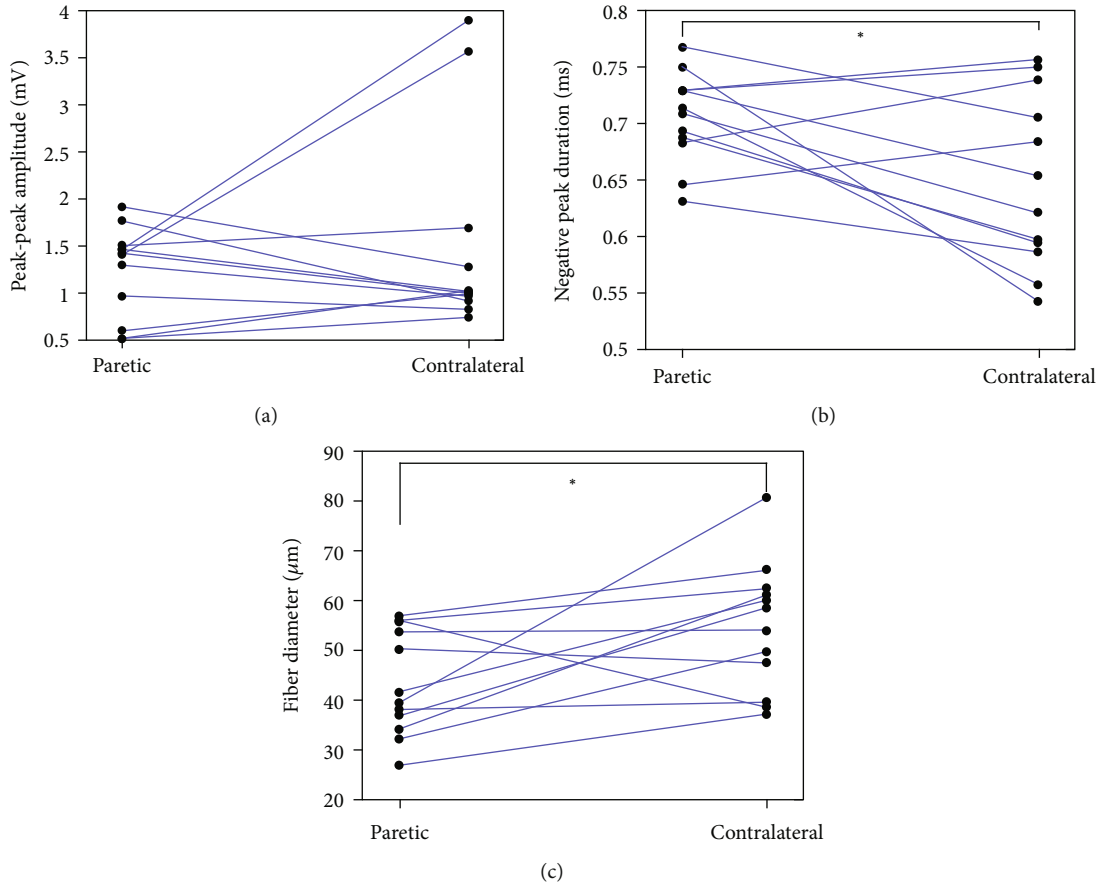 Peak-peak amplitude (mV)
4
3.5
3
2.5
2
1.5
1
0.5
Paretic
Contralateral
(a)
Negative peak duration (ms)
0.8
0.75
0.7
0.65
0.6
0.55
0.5
*
Paretic
Contralateral
(b)
Fiber diameter (μm)
90
80
70
60
50
40
30
20
*
Paretic
Contralateral
(c)